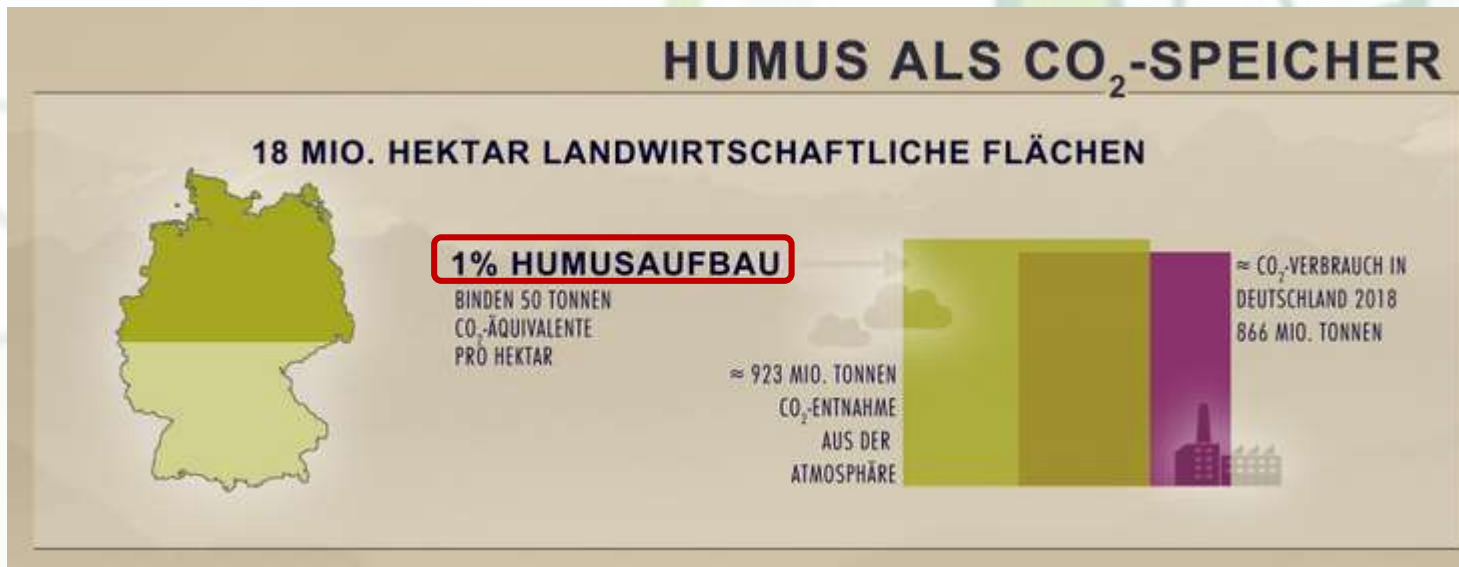 HUMUS ALS CO₂-SPEICHER
18 MIO. HEKTAR LANDWIRTSCHAFTLICHE FLÄCHEN
1% HUMUSAUFBAU
BINDEN 50 TONNEN
CO₂-ÄQUIVALENTE
PRO HEKTAR
≈ 923 MIO. TONNEN
CO₂-ENTNAHME
AUS DER
ATMOSPHÄRE
≈ CO₂-VERBRAUCH IN
DEUTSCHLAND 2018
866 MIO. TONNEN